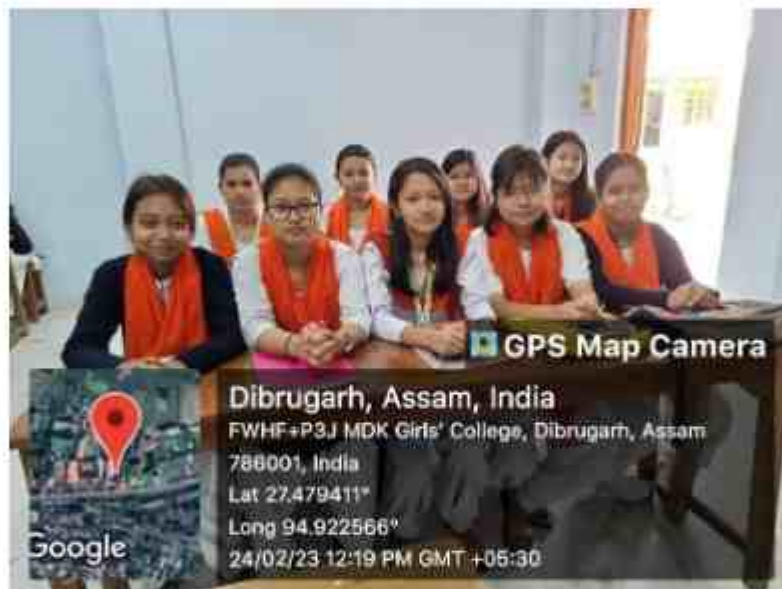 GPS Map Camera
Dibrugarh, Assam, India
FWHF+P3J MDK Girls' College, Dibrugarh, Assam
786001, India
Lat 27.479411°
Long 94.922566°
24/02/23 12:19 PM GMT +05:30
Google